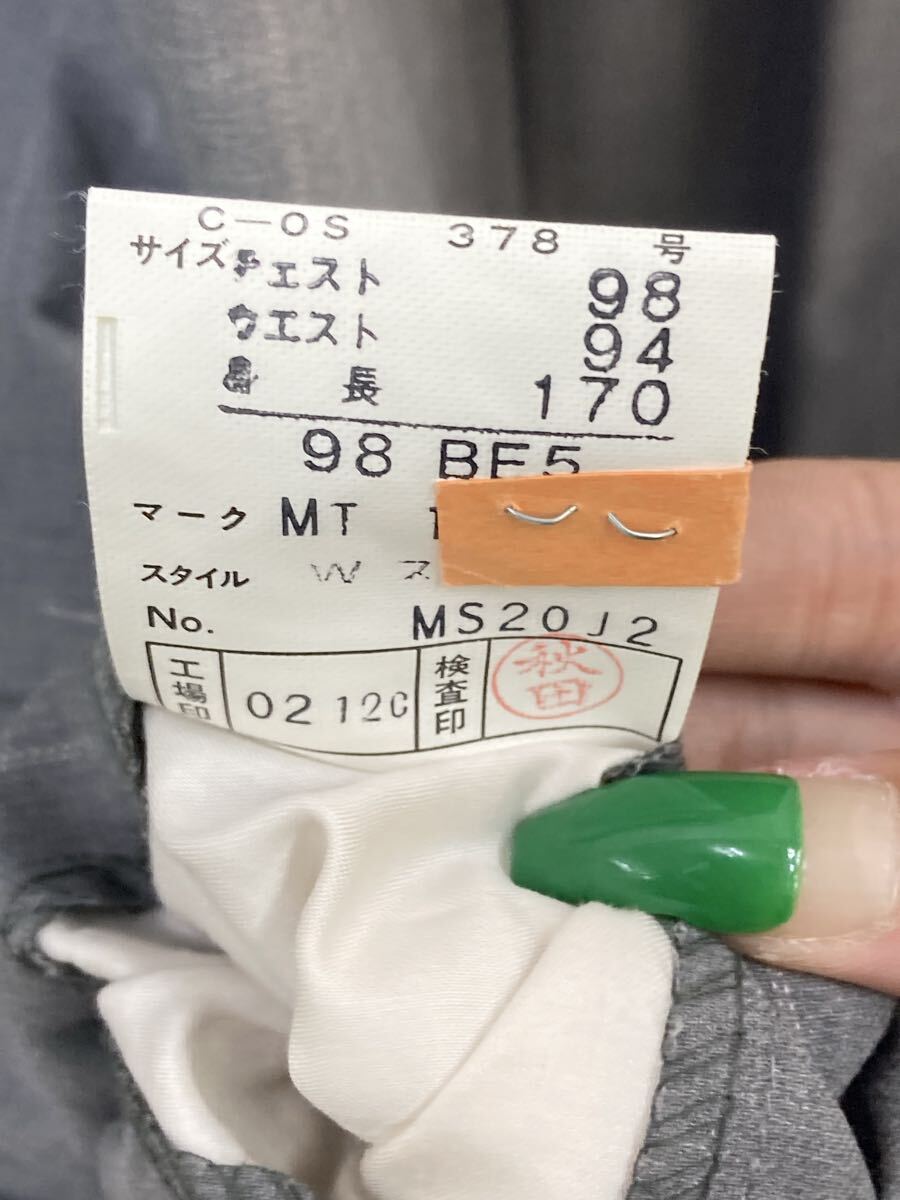 C-OS 378 号
サイズ チェスト 98
ウエスト 94
身長 170
98 BE5
マーク MT
スタイル W ス
No. MS20J2
工場印 02 12C 検査印 秋田